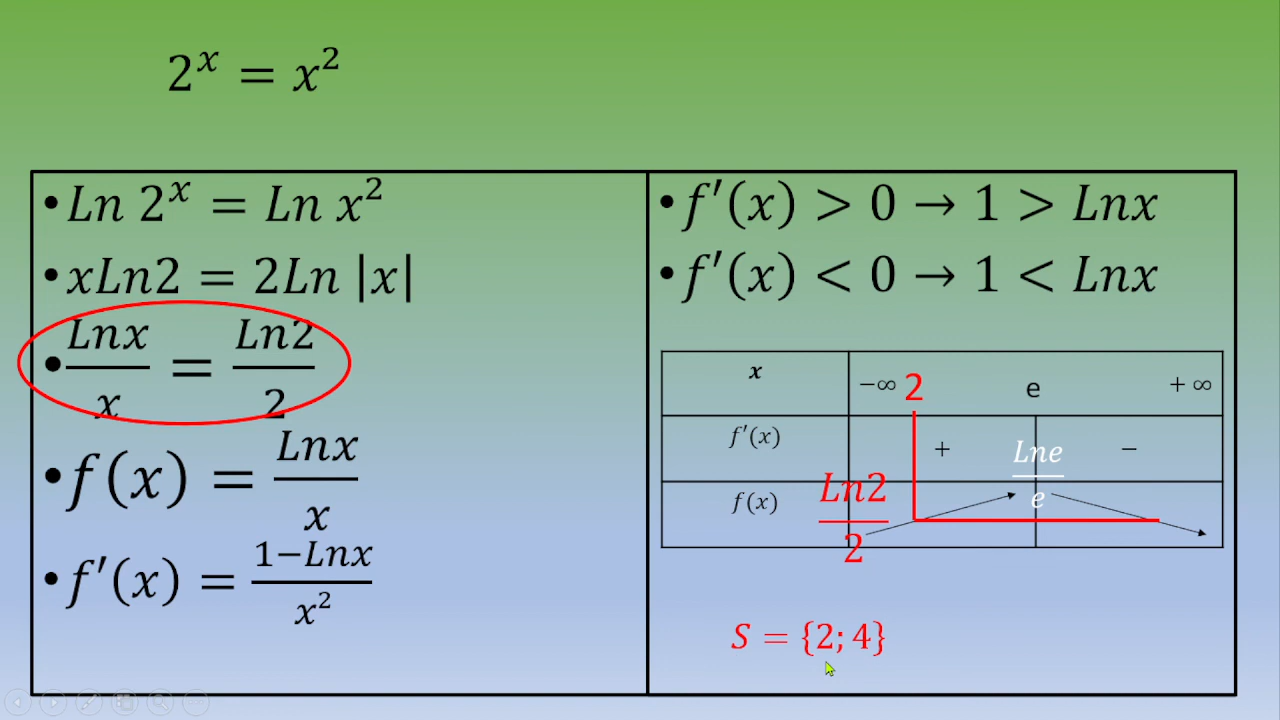 2^x = x^2
•Ln 2^x = Ln x^2
•xLn2 = 2Ln |x|
•Lnx/x = Ln2/2
•f(x) = Lnx/x
•f′(x) = 1−Lnx/x^2
•f′(x) > 0 → 1 > Lnx
•f′(x) < 0 → 1 < Lnx
x −∞ 2 e +∞
f′(x) + −
f(x) Ln2/2 Lne/e
S = {2; 4}